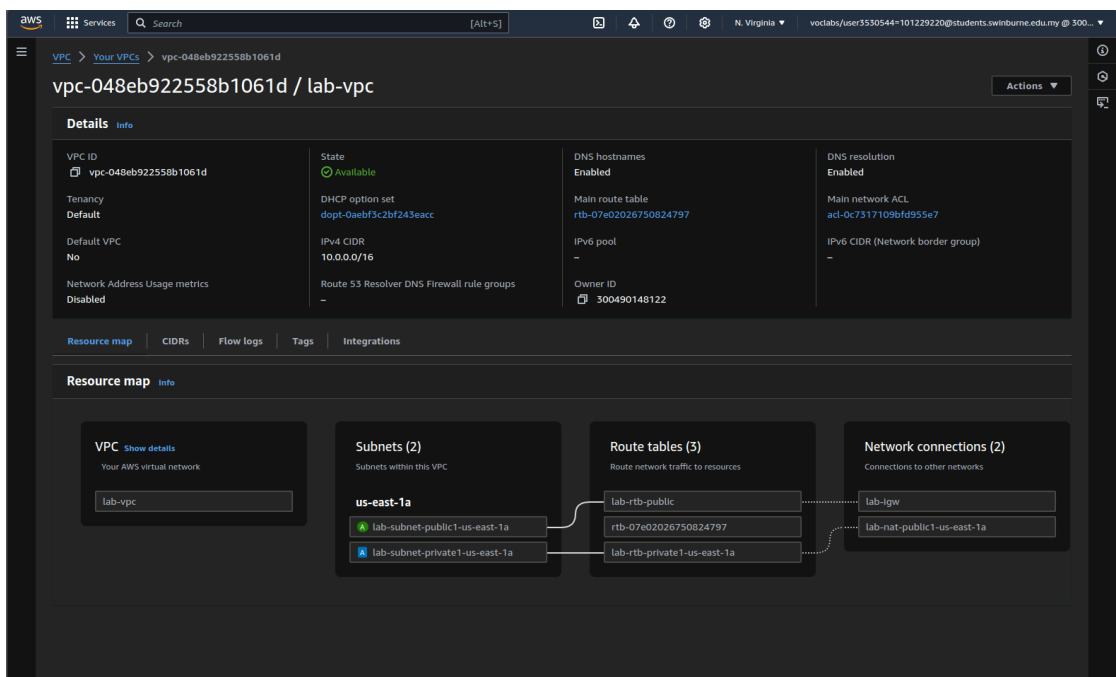 aws Services Search [Alt+S] N. Virginia voclabs/user3530544=101229220@students.swinburne.edu.my @ 300...
VPC > Your VPCs > vpc-048eb922558b1061d
vpc-048eb922558b1061d / lab-vpc
Actions
Details Info
VPC ID
vpc-048eb922558b1061d
State
Available
DNS hostnames
Enabled
DNS resolution
Enabled
Tenancy
Default
DHCP option set
dopt-0aebf3c2bf243eacc
Main route table
rtb-07e02026750824797
Main network ACL
acl-0c7317109bfd955e7
Default VPC
No
IPv4 CIDR
10.0.0.0/16
IPv6 pool
–
IPv6 CIDR (Network border group)
–
Network Address Usage metrics
Disabled
Route 53 Resolver DNS Firewall rule groups
–
Owner ID
300490148122
Resource map CIDRs Flow logs Tags Integrations
Resource map Info
VPC Show details
Your AWS virtual network
lab-vpc
Subnets (2)
Subnets within this VPC
us-east-1a
A lab-subnet-public1-us-east-1a
A lab-subnet-private1-us-east-1a
Route tables (3)
Route network traffic to resources
lab-rtb-public
rtb-07e02026750824797
lab-rtb-private1-us-east-1a
Network connections (2)
Connections to other networks
lab-igw
lab-nat-public1-us-east-1a